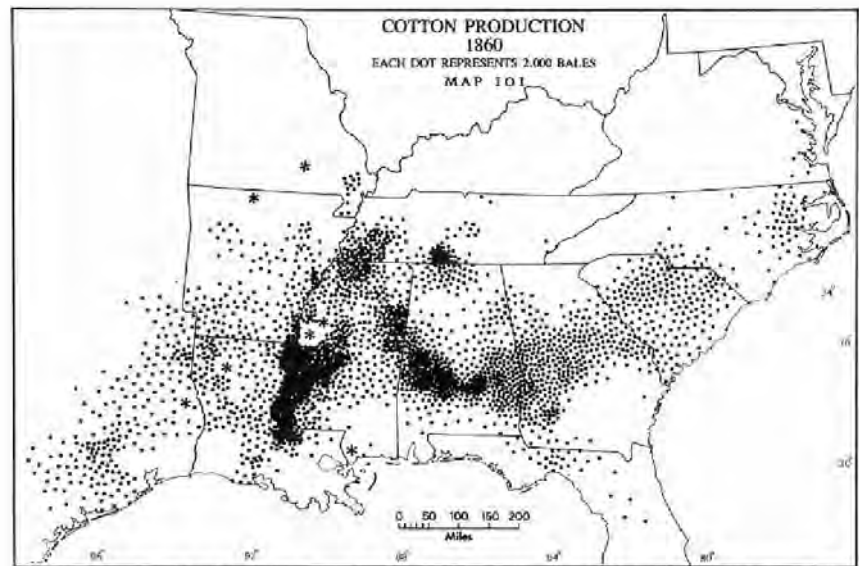 COTTON PRODUCTION
1860
EACH DOT REPRESENTS 2,000 BALES
MAP 101
0 50 100 150 200
Miles